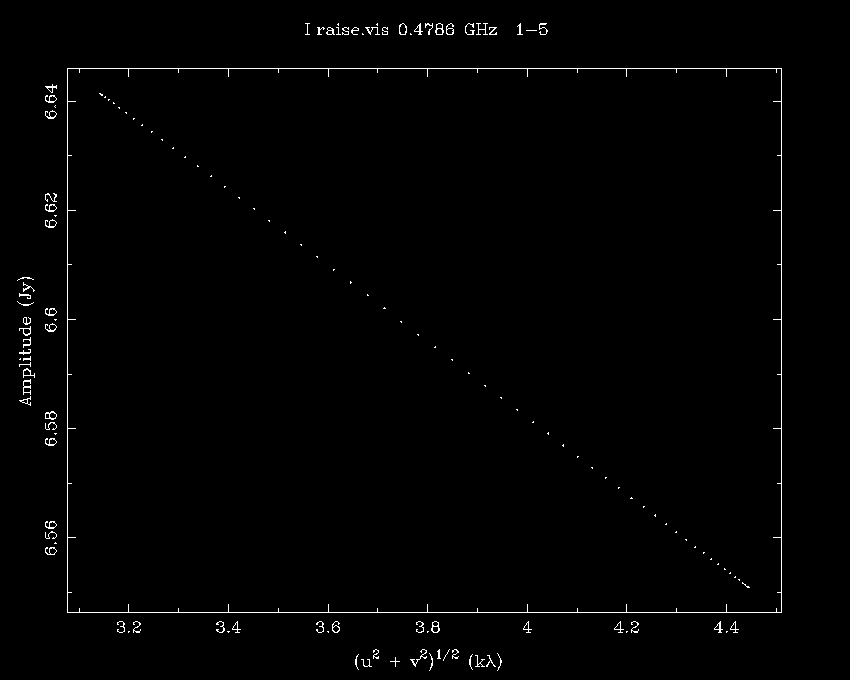 I raise.vis 0.4786 GHz 1-5
6.64
6.62
6.6
6.58
6.56
Amplitude (Jy)
3.2 3.4 3.6 3.8 4 4.2 4.4
(u² + v²)¹/² (kλ)